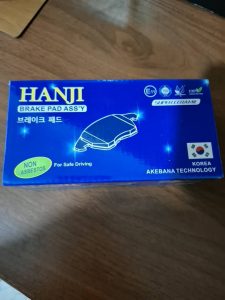 HANJI
BRAKE PAD ASS'Y
브레이크 패드
NON
ASBESTOS
For Safe Driving
KOREA
AKEBANA TECHNOLOGY